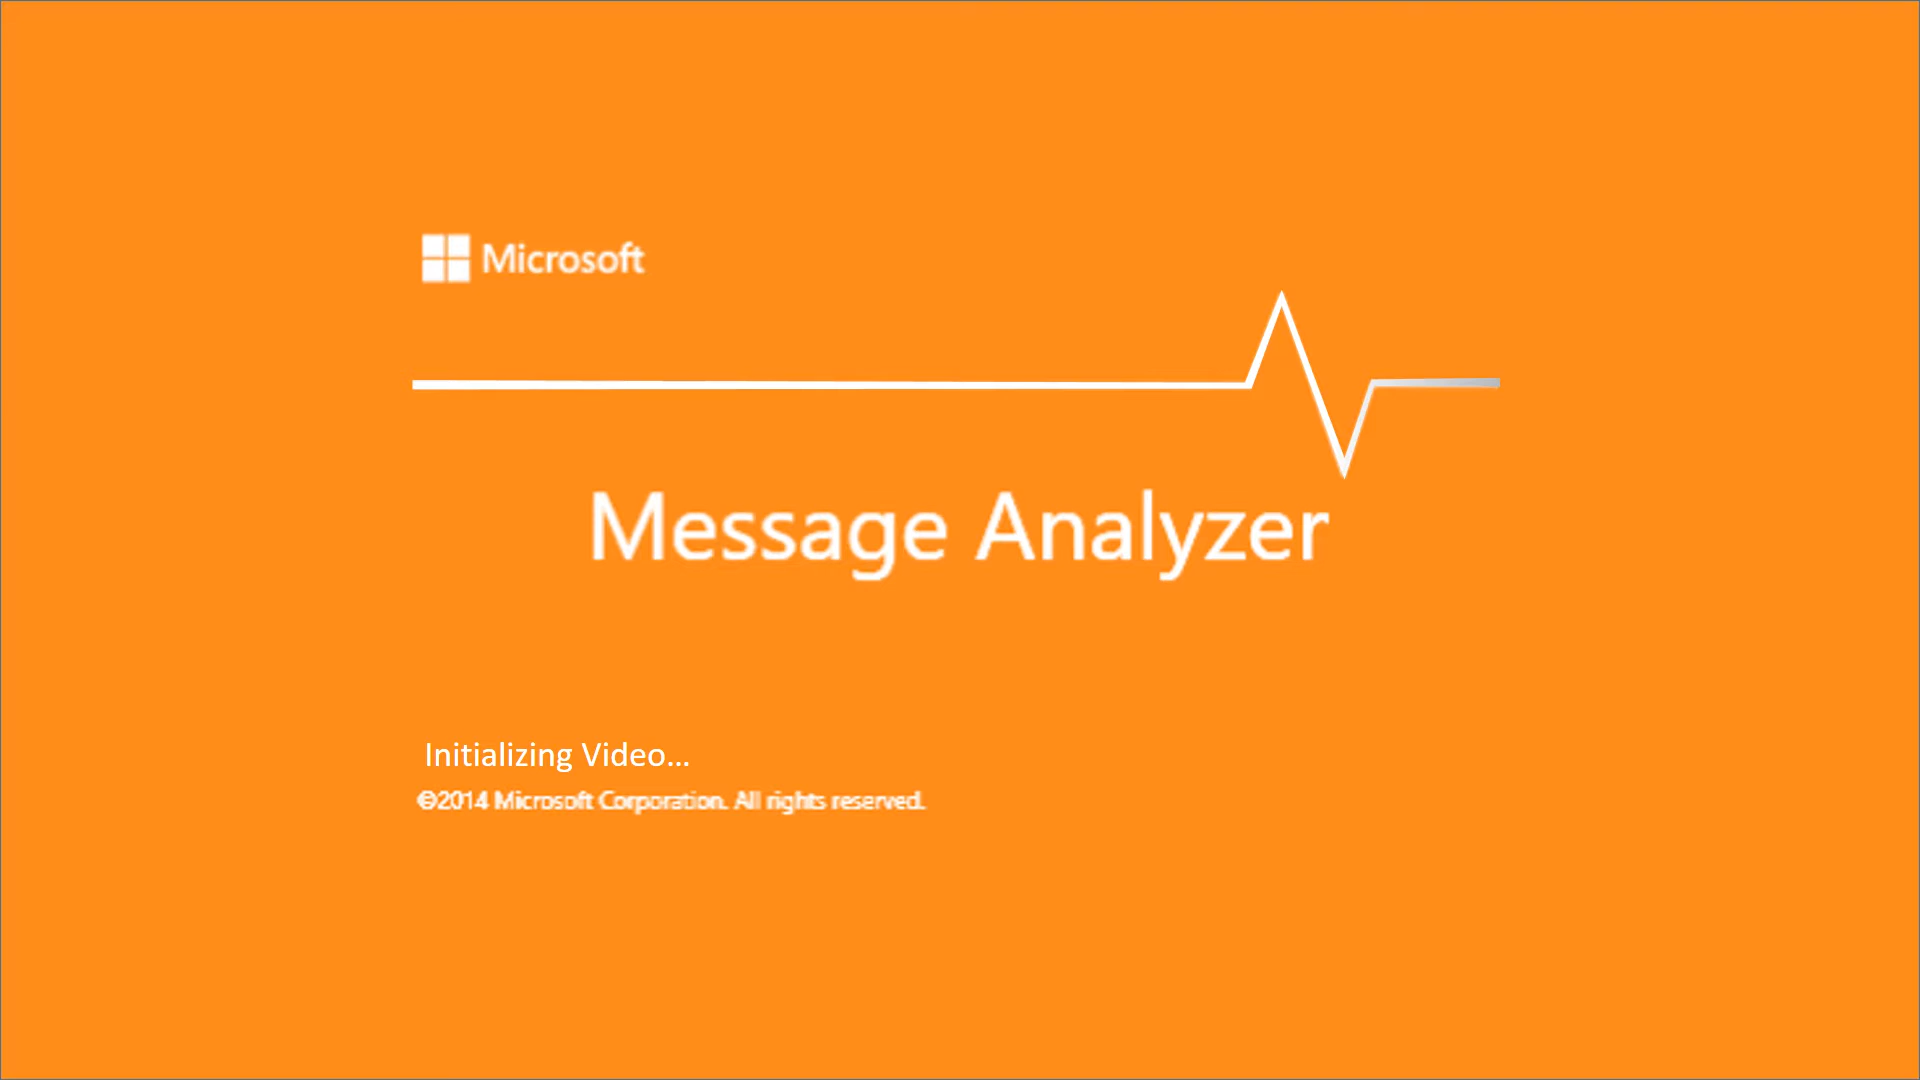 Microsoft
Message Analyzer
Initializing Video...
©2014 Microsoft Corporation. All rights reserved.